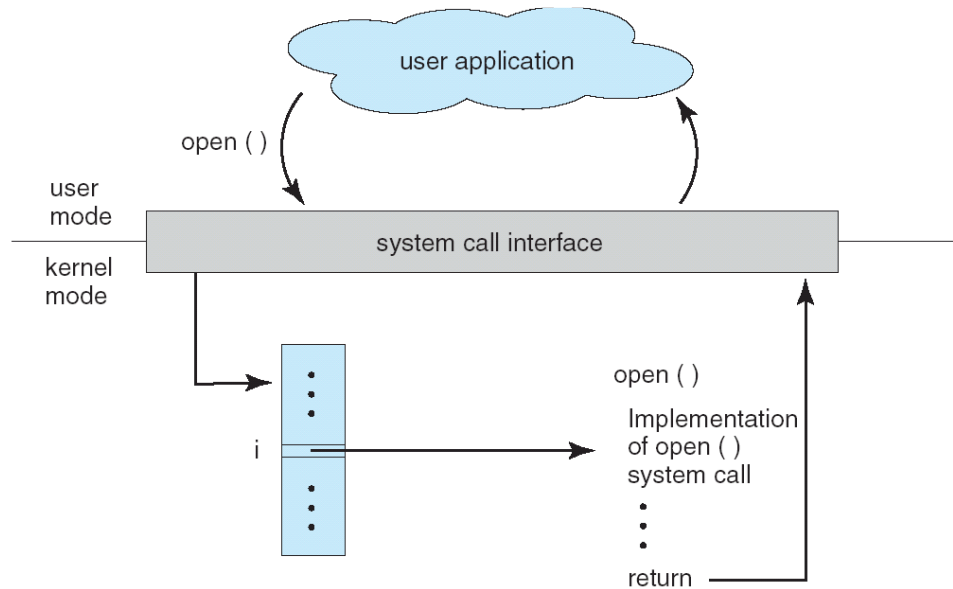 user application
open ( )
user
mode
system call interface
kernel
mode
open ( )
Implementation
of open ( )
system call
i
return